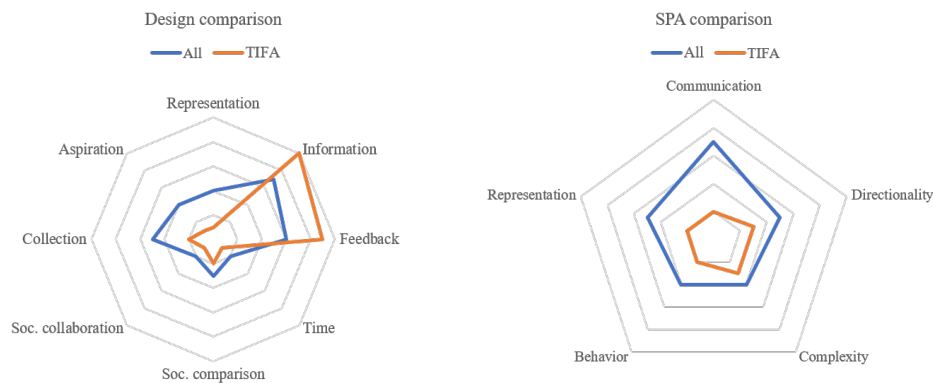 Design comparison
All TIFA
Representation
Information
Feedback
Time
Soc. comparison
Soc. collaboration
Collection
Aspiration
SPA comparison
All TIFA
Communication
Directionality
Complexity
Behavior
Representation